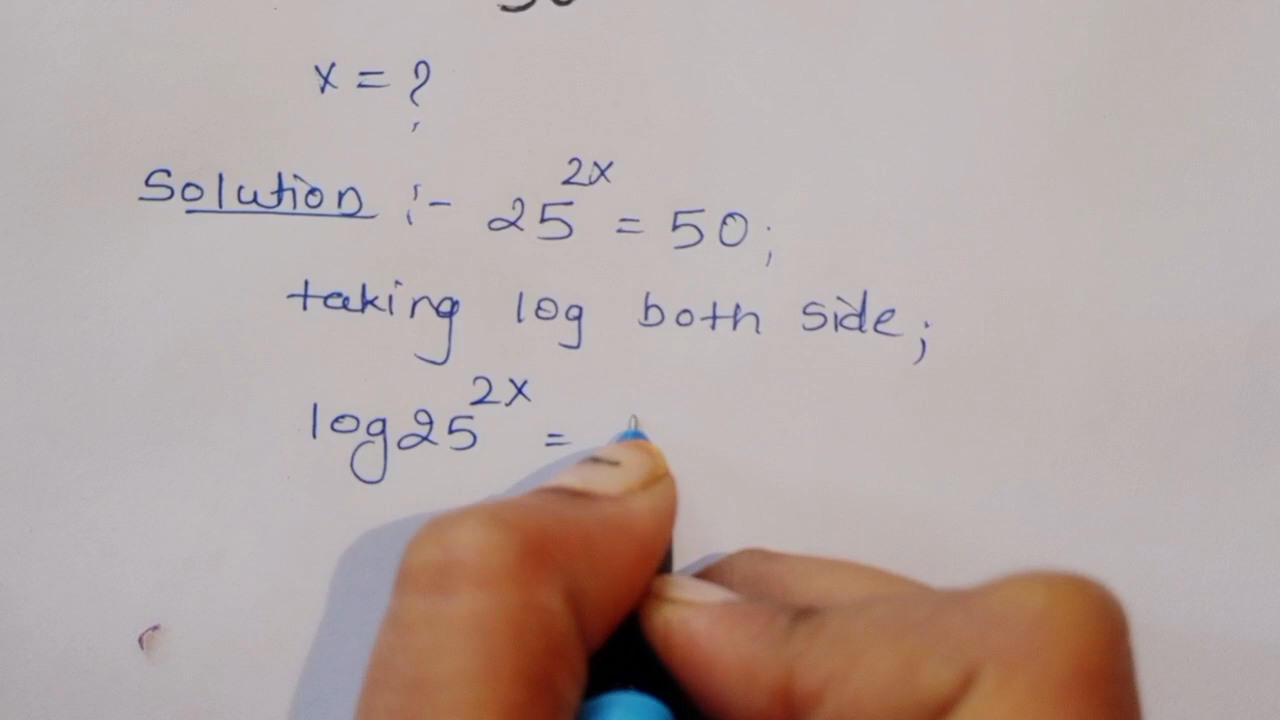 x = ?
Solution :- 25^2x = 50;
taking log both side;
log25^2x =